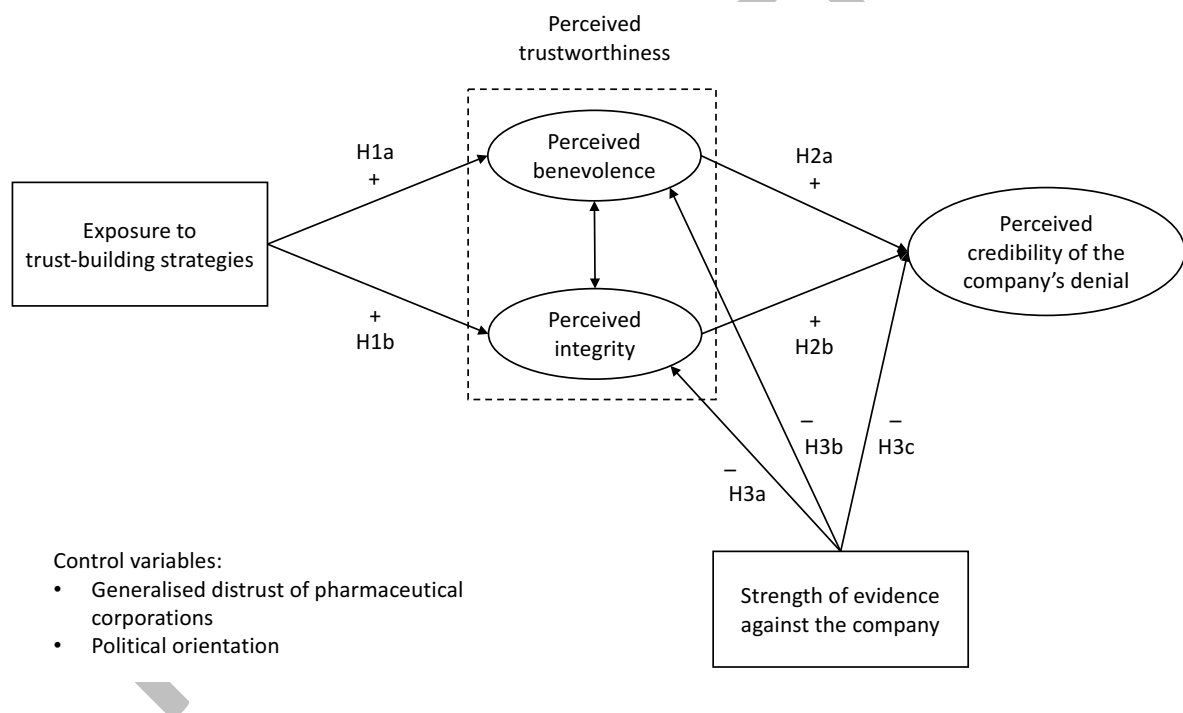 Perceived
trustworthiness
H1a
+
Perceived
benevolence
H2a
+
Exposure to
trust-building strategies
Perceived
credibility of the
company’s denial
+
H1b
Perceived
integrity
+
H2b
–
H3a
–
H3b
–
H3c
Control variables:
• Generalised distrust of pharmaceutical
corporations
• Political orientation
Strength of evidence
against the company